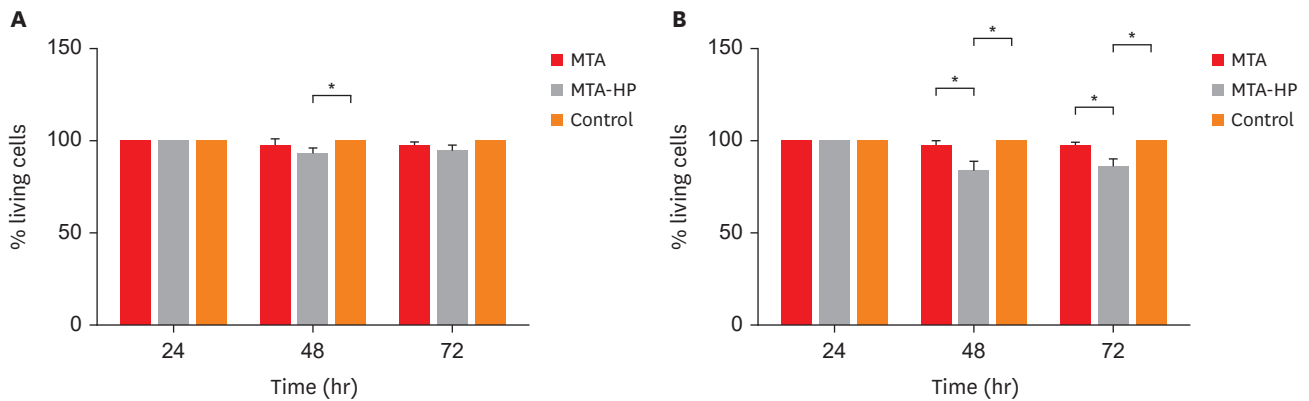 A
% living cells
150
100
50
0
*
24
48
72
Time (hr)
MTA
MTA-HP
Control
B
% living cells
150
100
50
0
*
*
*
*
24
48
72
Time (hr)
MTA
MTA-HP
Control